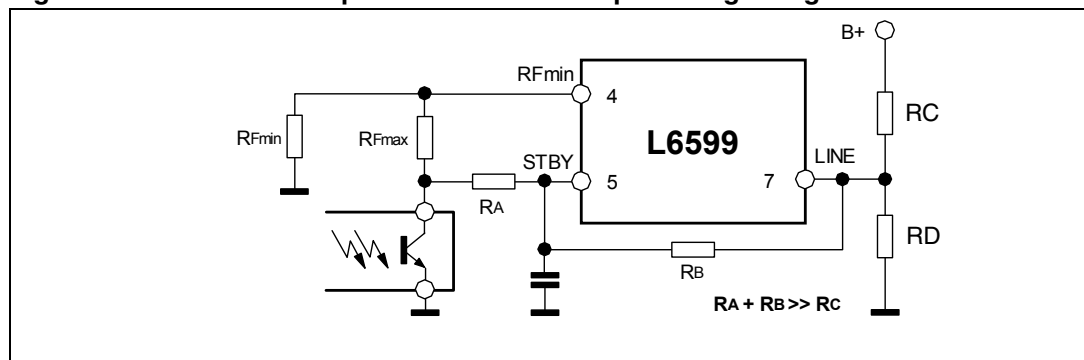 B+
RFmin
4
RC
RFmin
RFmax
L6599
STBY
LINE
5
7
RA
RD
RB
RA + RB >> RC